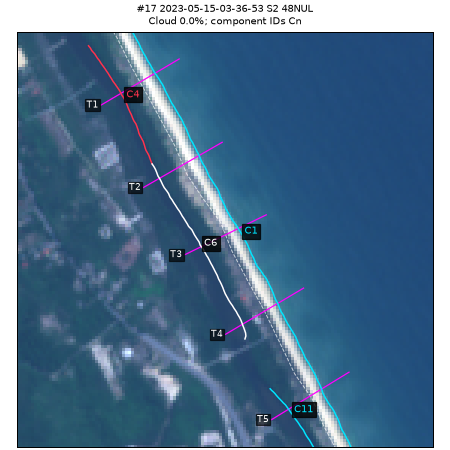 #17 2023-05-15-03-36-53 S2 48NUL
Cloud 0.0%; component IDs Cn
C4
T1
T2
C1
C6
T3
T4
C11
T5